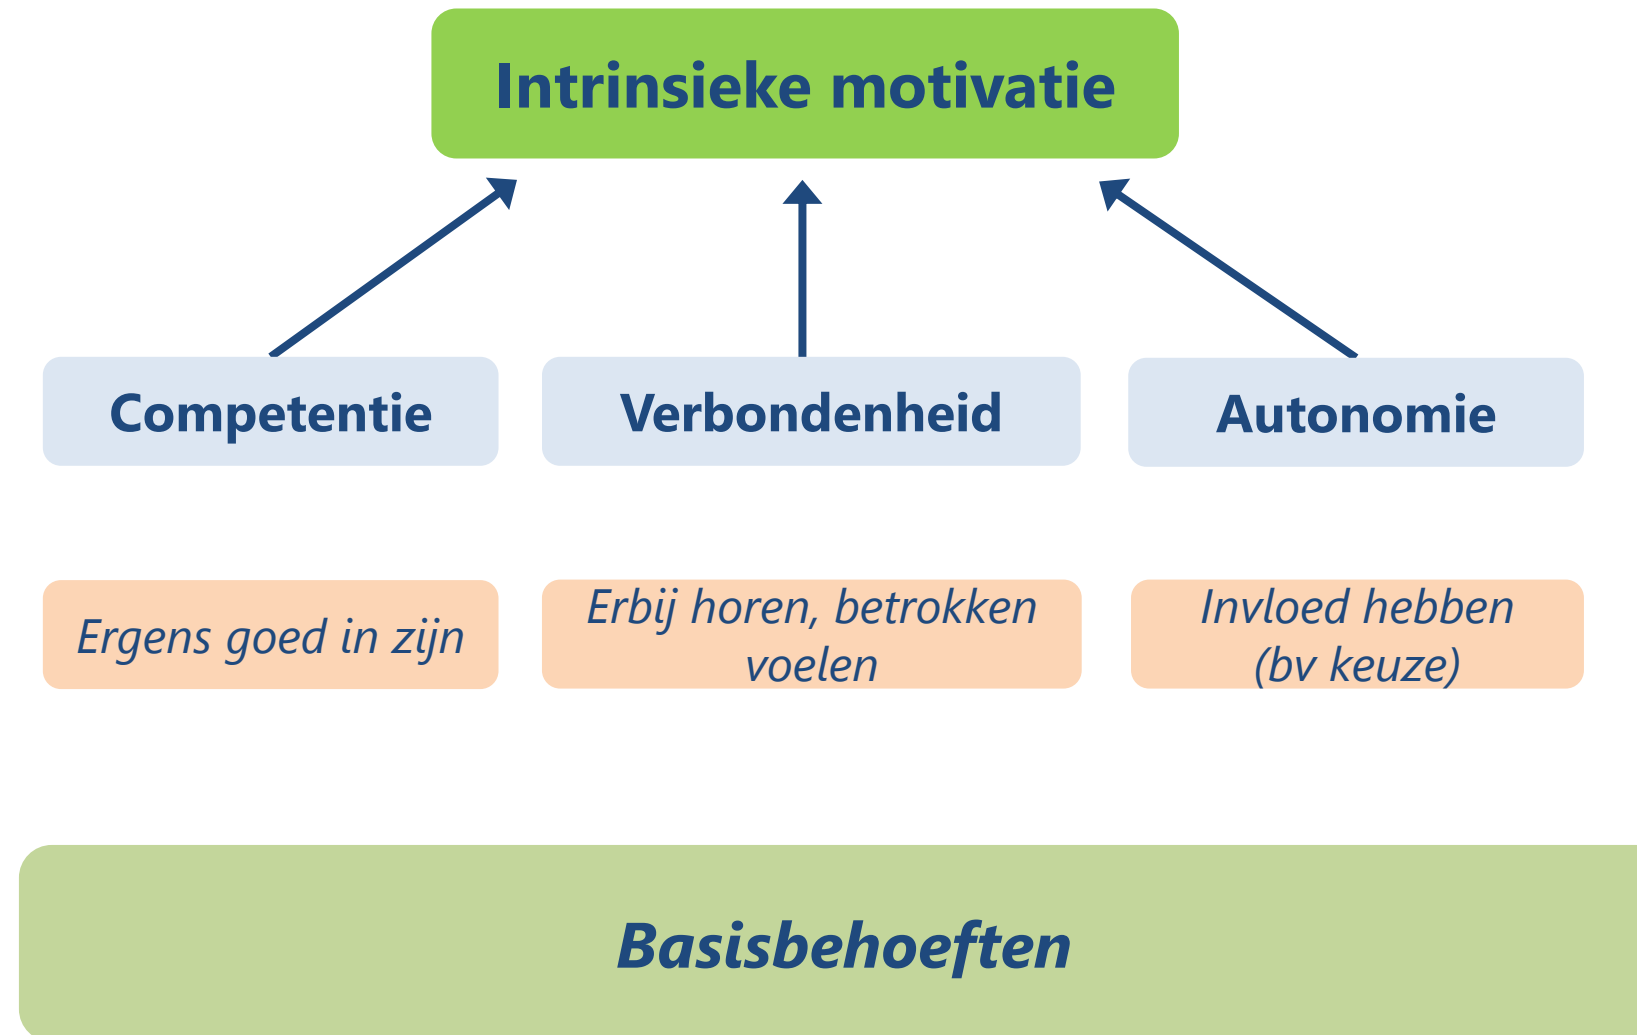 Intrinsieke motivatie
Competentie
Verbondenheid
Autonomie
Ergens goed in zijn
Erbij horen, betrokken
voelen
Invloed hebben
(bv keuze)
Basisbehoeften